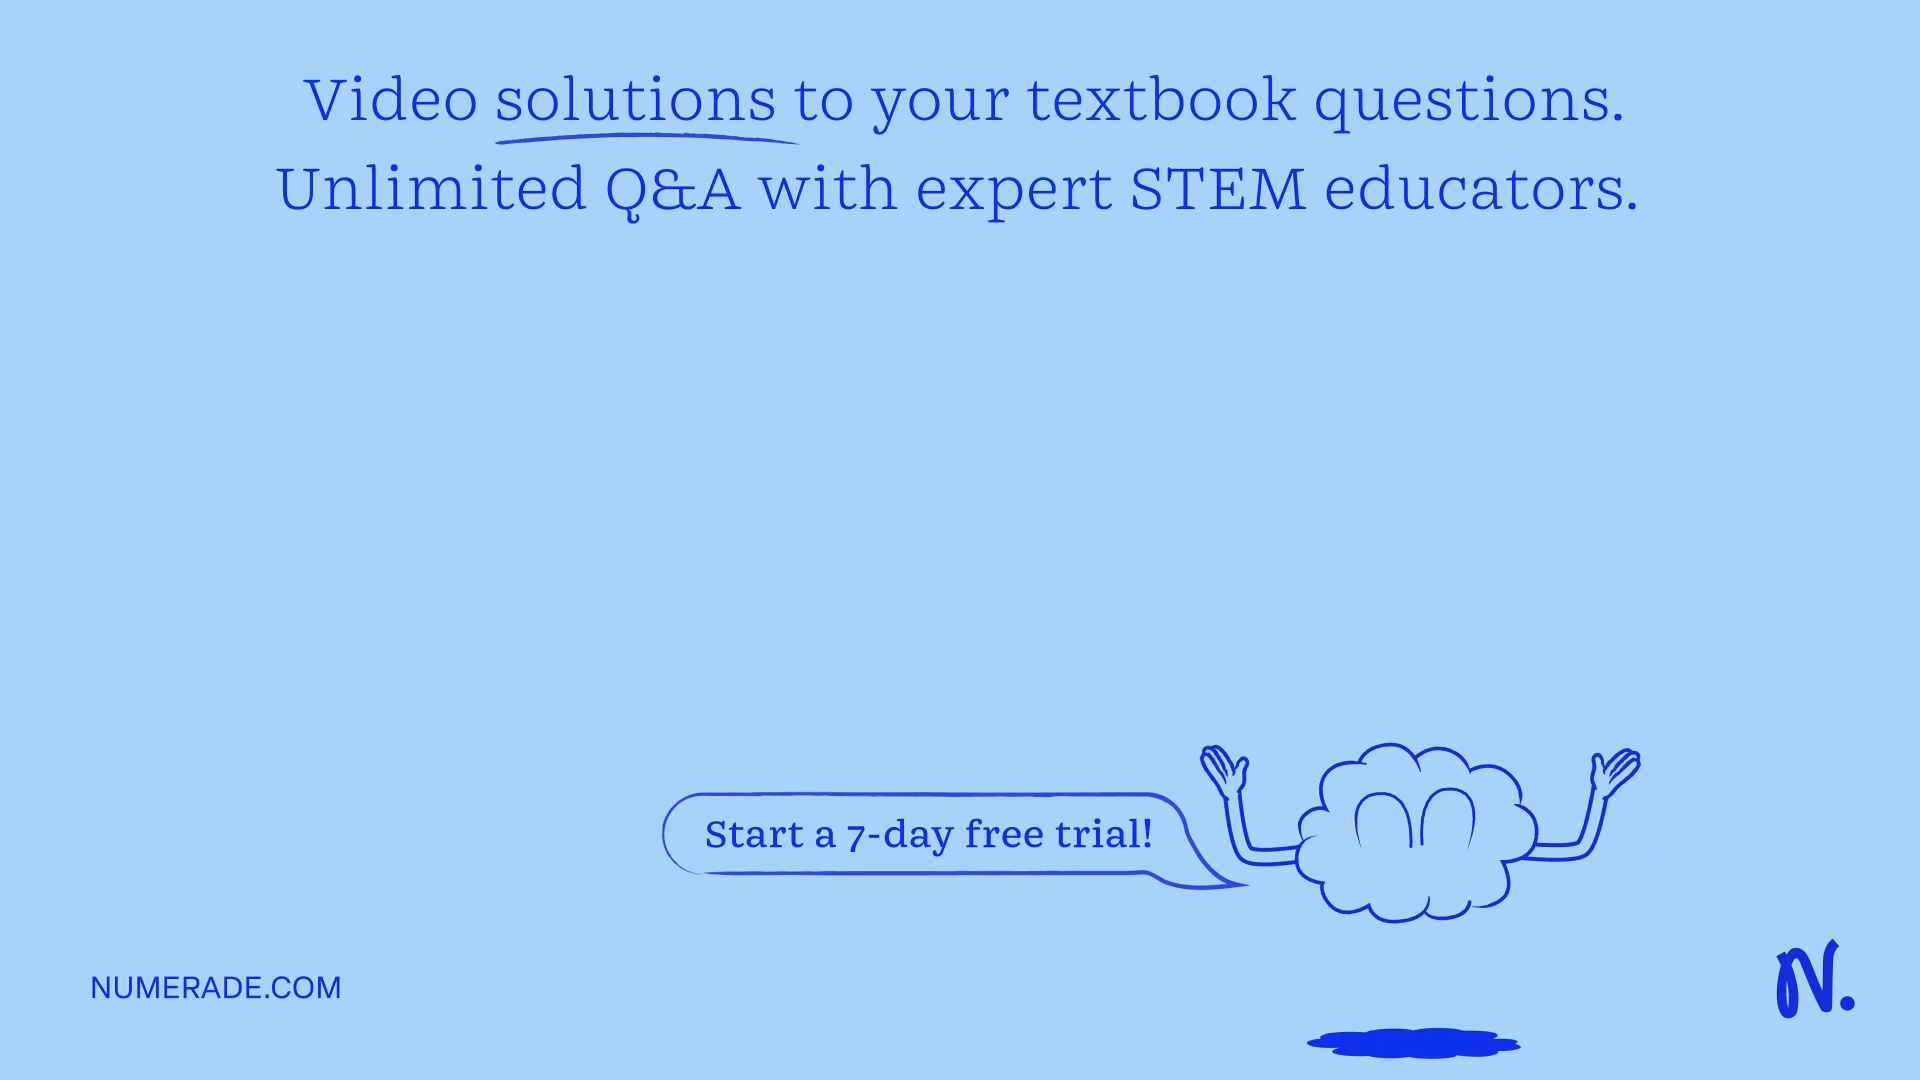 Video solutions to your textbook questions.
Unlimited Q&A with expert STEM educators.
Start a 7-day free trial!
NUMERADE.COM
N.